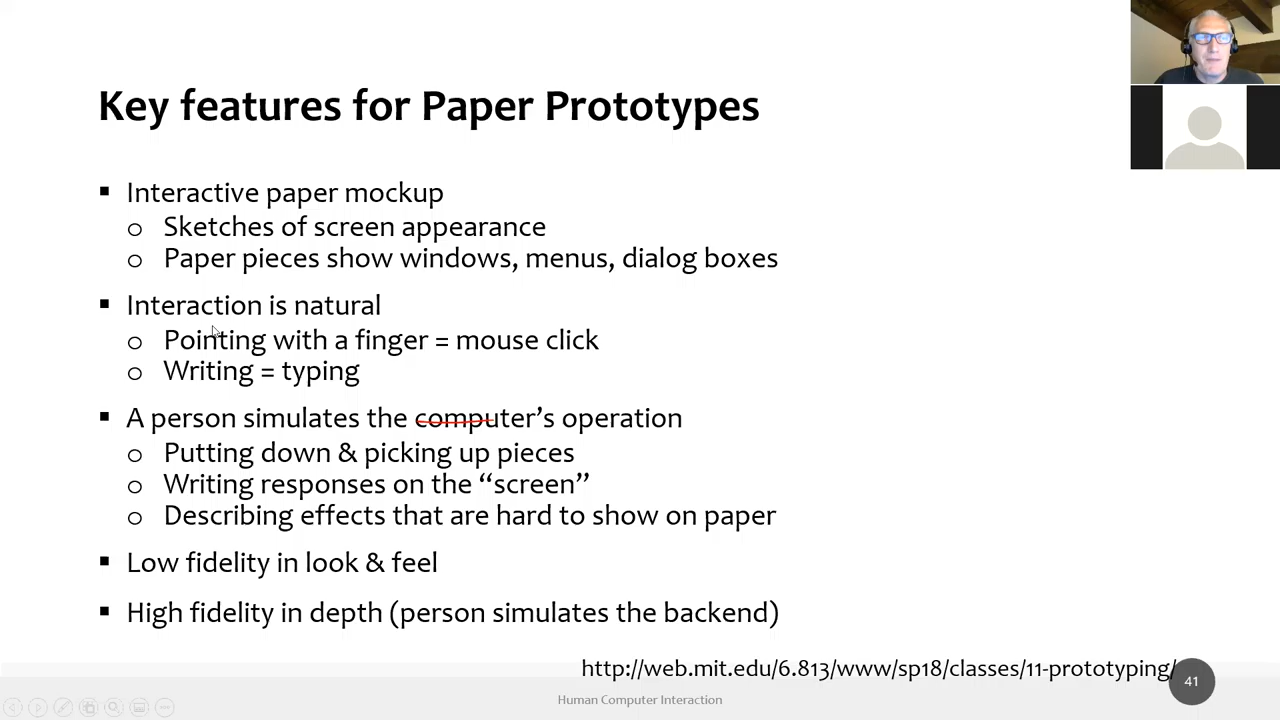 Key features for Paper Prototypes
▪ Interactive paper mockup
o Sketches of screen appearance
o Paper pieces show windows, menus, dialog boxes
▪ Interaction is natural
o Pointing with a finger = mouse click
o Writing = typing
▪ A person simulates the computer’s operation
o Putting down & picking up pieces
o Writing responses on the “screen”
o Describing effects that are hard to show on paper
▪ Low fidelity in look & feel
▪ High fidelity in depth (person simulates the backend)
http://web.mit.edu/6.813/www/sp18/classes/11-prototyping/
41
Human Computer Interaction